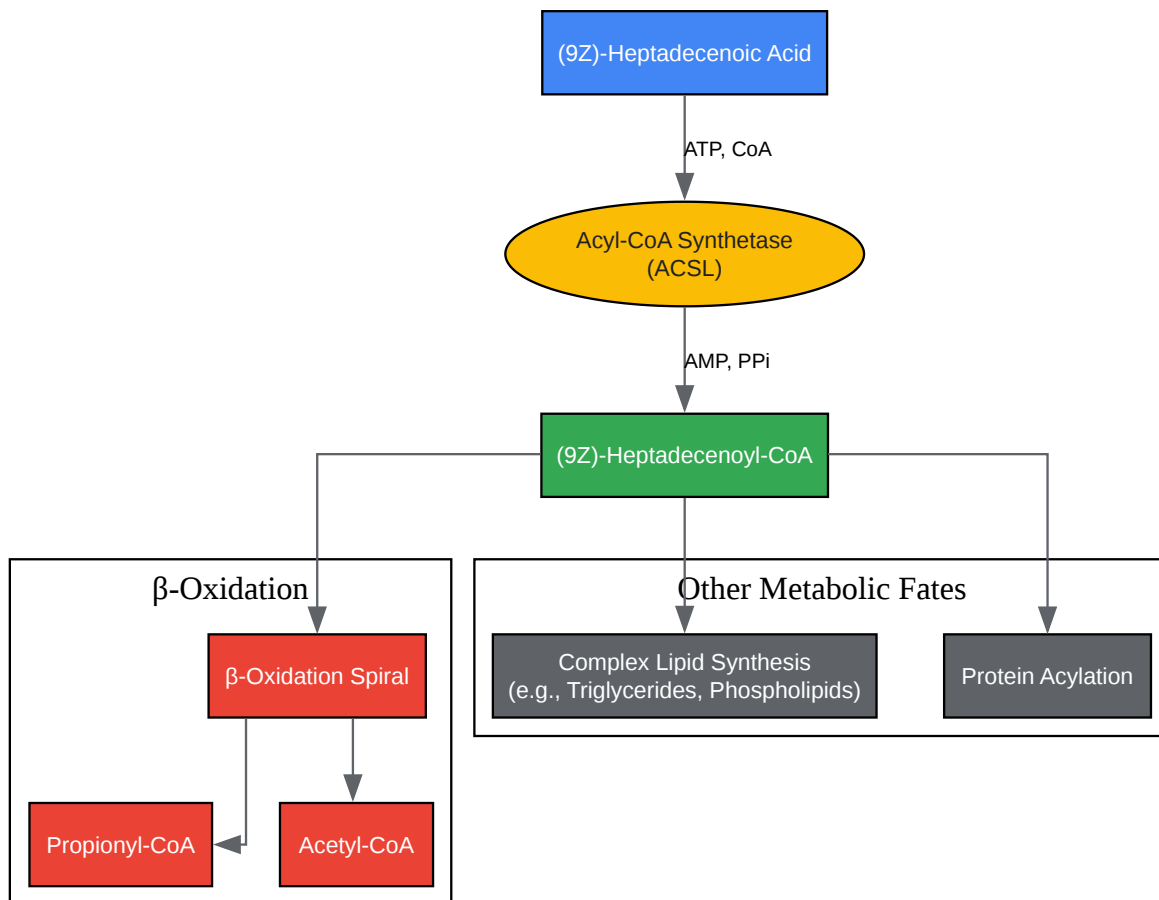 (9Z)-Heptadecenoic Acid
ATP, CoA
Acyl-CoA Synthetase
(ACSL)
AMP, PPi
(9Z)-Heptadecenoyl-CoA
β-Oxidation
Other Metabolic Fates
β-Oxidation Spiral
Complex Lipid Synthesis
(e.g., Triglycerides, Phospholipids)
Protein Acylation
Propionyl-CoA
Acetyl-CoA